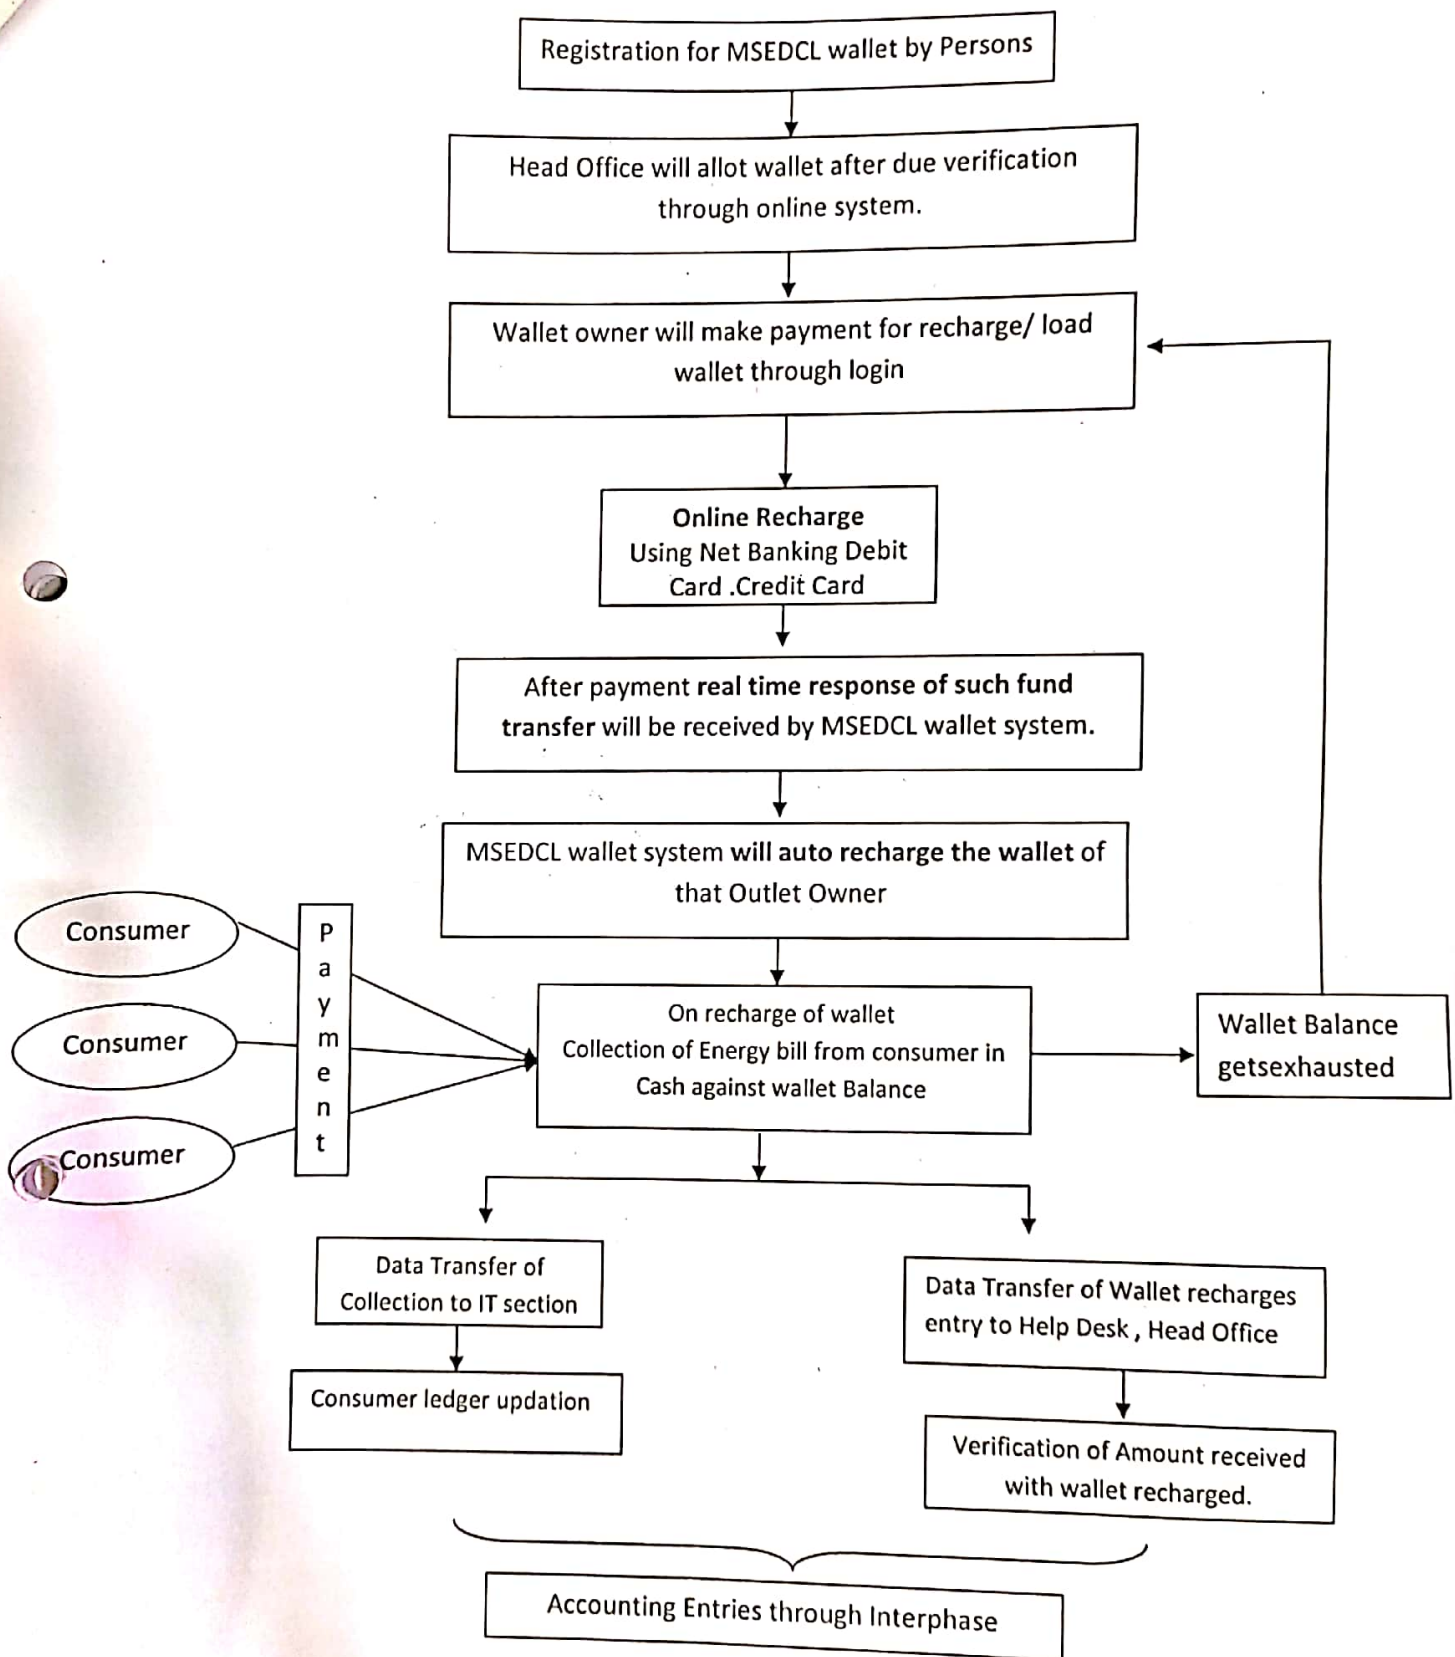 Registration for MSEDCL wallet by Persons
Head Office will allot wallet after due verification
through online system.
Wallet owner will make payment for recharge/ load
wallet through login
Online Recharge
Using Net Banking Debit
Card .Credit Card
After payment real time response of such fund
transfer will be received by MSEDCL wallet system.
MSEDCL wallet system will auto recharge the wallet of
that Outlet Owner
Consumer
Consumer
Consumer
P
a
y
m
e
n
t
On recharge of wallet
Collection of Energy bill from consumer in
Cash against wallet Balance
Wallet Balance
getsexhausted
Data Transfer of
Collection to IT section
Data Transfer of Wallet recharges
entry to Help Desk , Head Office
Consumer ledger updation
Verification of Amount received
with wallet recharged.
Accounting Entries through Interphase